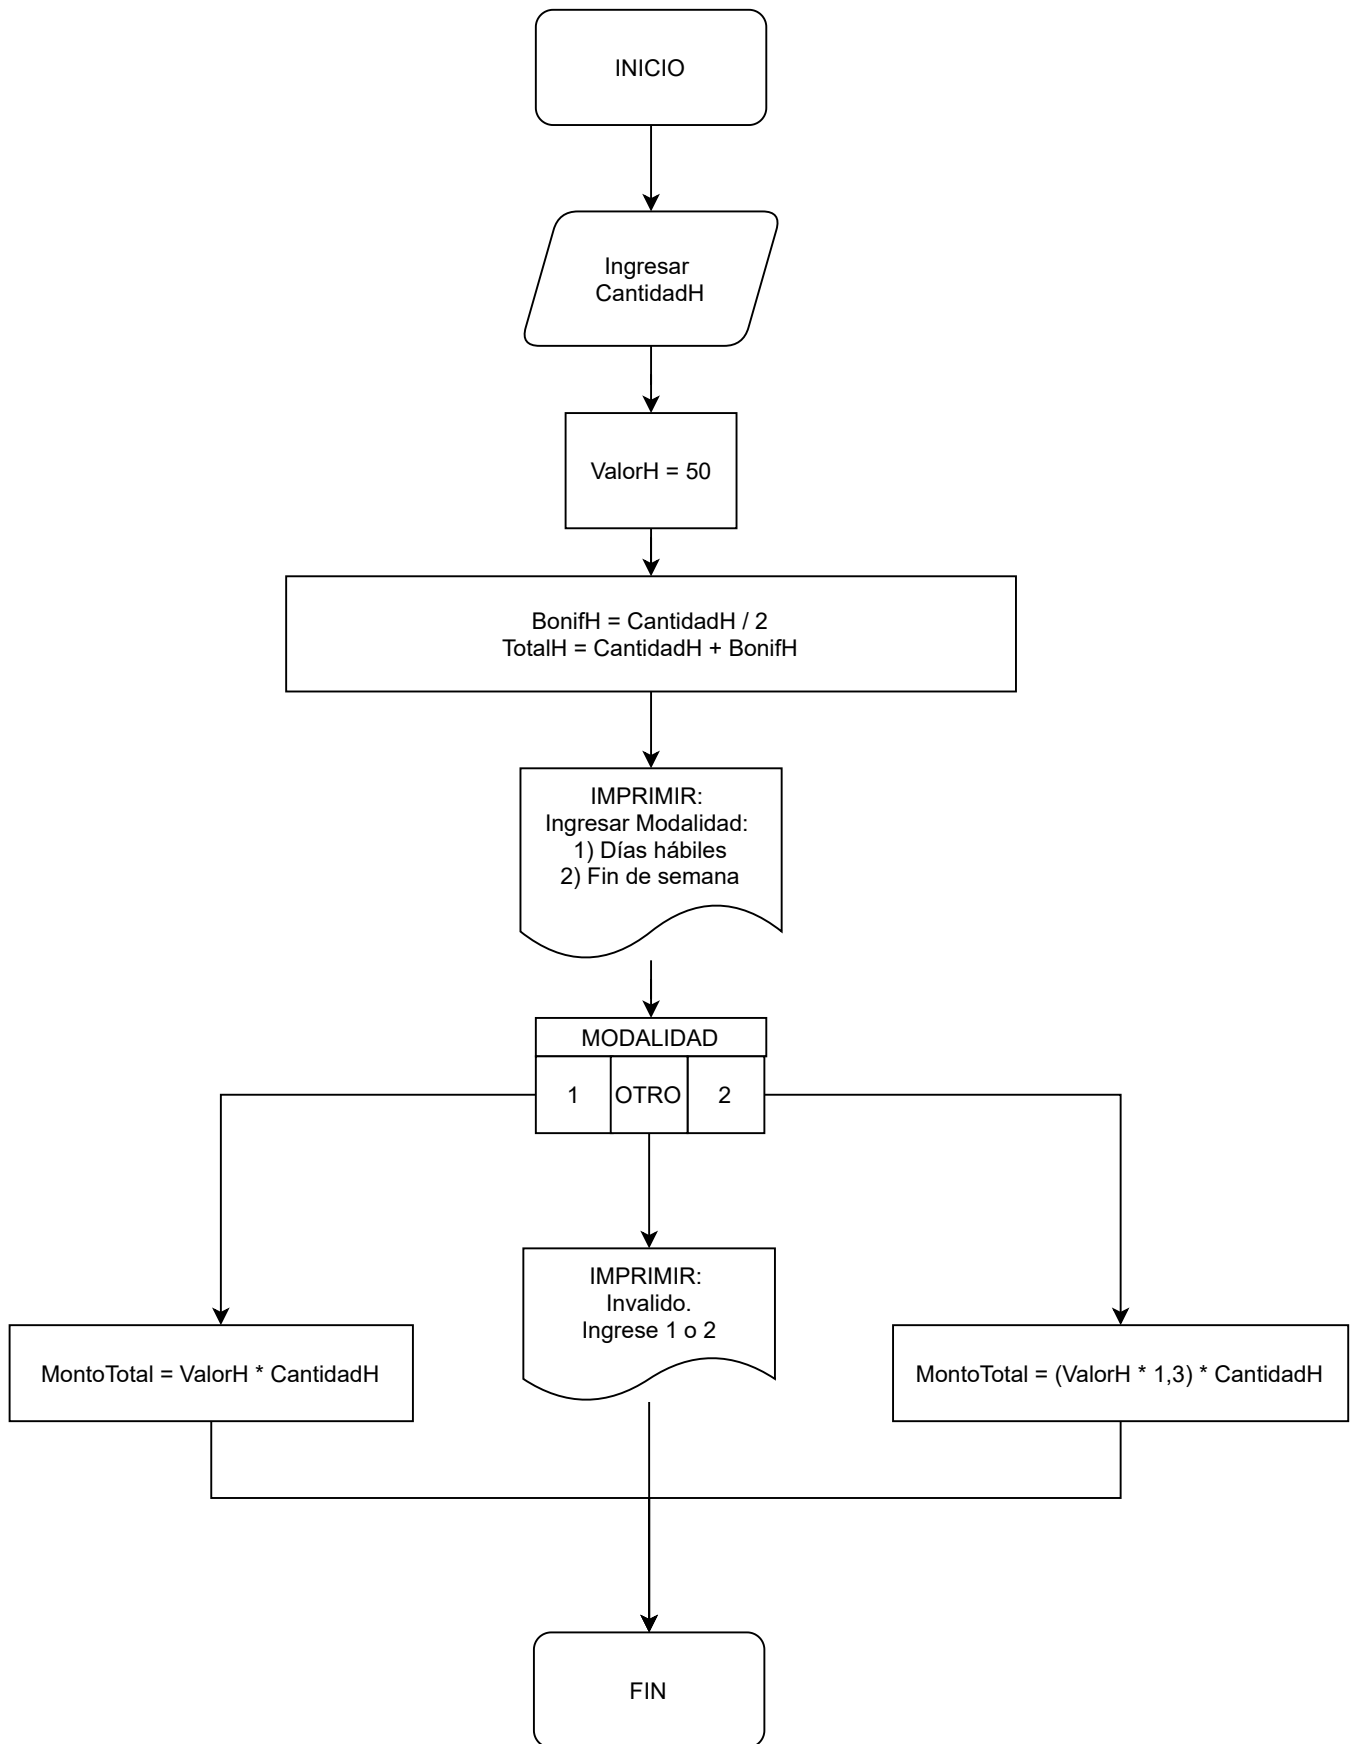 INICIO
Ingresar
CantidadH
ValorH = 50
BonifH = CantidadH / 2
TotalH = CantidadH + BonifH
IMPRIMIR:
Ingresar Modalidad:
1) Días hábiles
2) Fin de semana
MODALIDAD
1
OTRO
2
IMPRIMIR:
Invalido.
Ingrese 1 o 2
MontoTotal = ValorH * CantidadH
MontoTotal = (ValorH * 1,3) * CantidadH
FIN